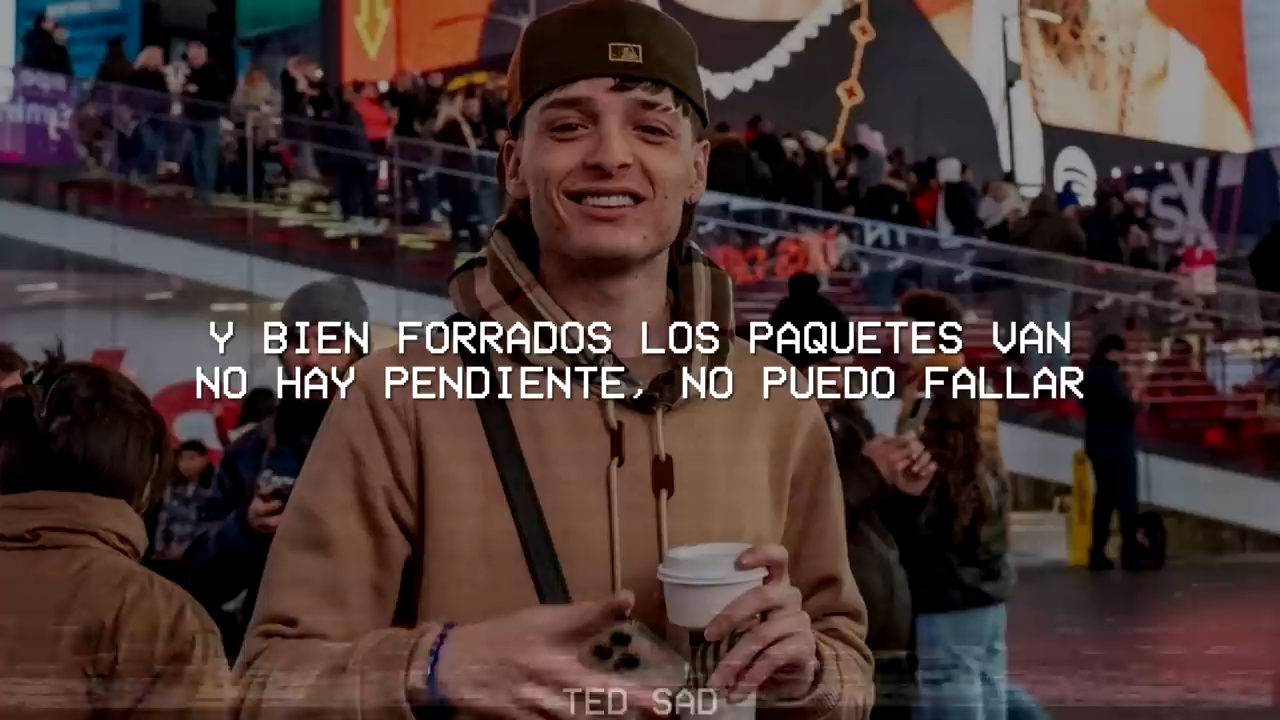 Y BIEN FORRADOS LOS PAQUETES VAN
NO HAY PENDIENTE, NO PUEDO FALLAR
TED SAD